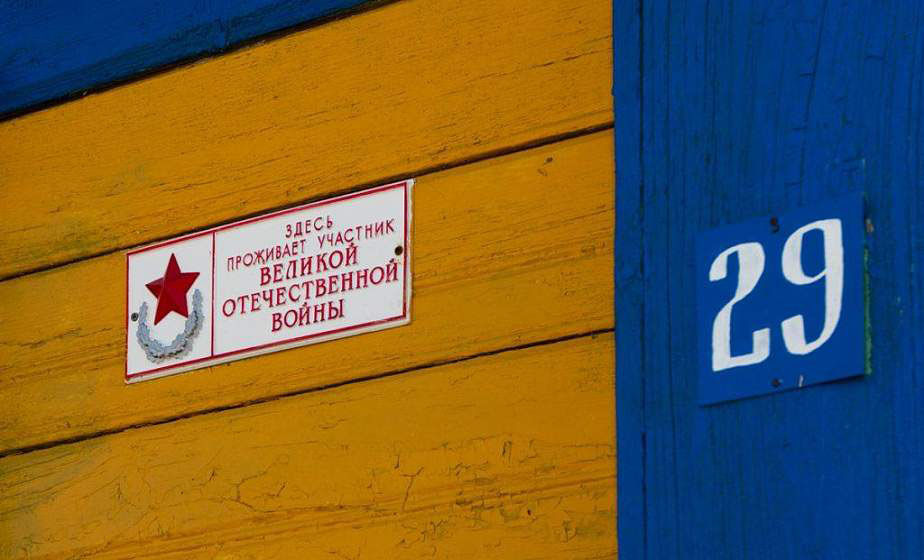 ЗДЕСЬ
ПРОЖИВАЕТ УЧАСТНИК
ВЕЛИКОЙ
ОТЕЧЕСТВЕННОЙ
ВОЙНЫ
29